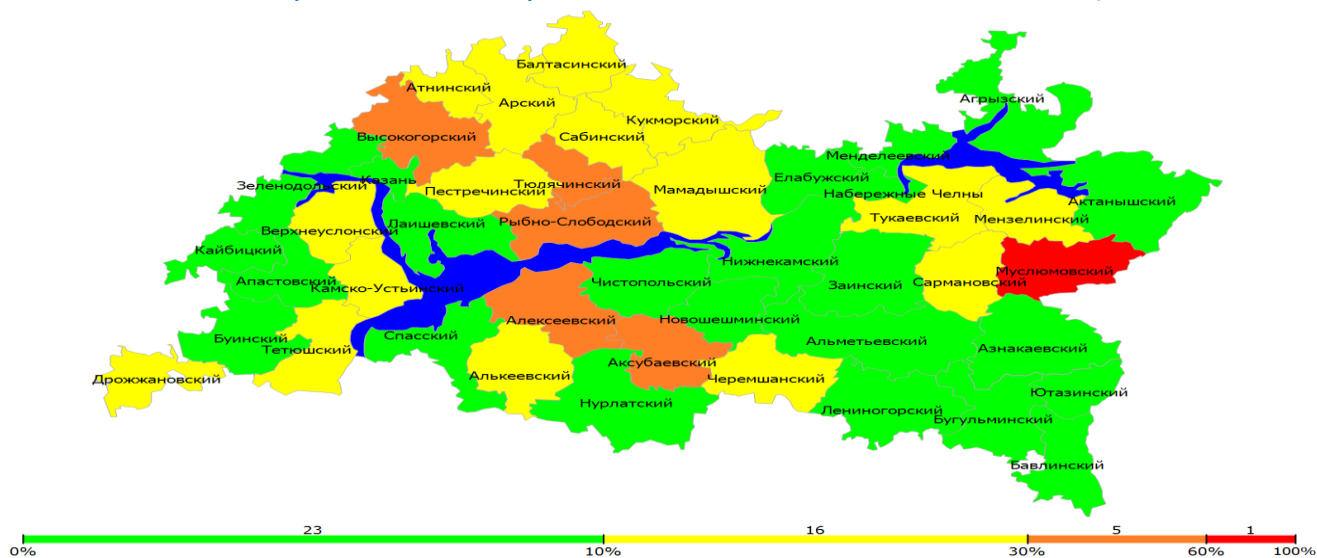 Балтасинский
Атнинский
Агрызский
Арский
Кукморский
Высокогорский
Сабинский
Менделеевский
Казань
Елабужский
Зеленодольский
Тюлячинский
Пестречинский
Мамадышский
Набережные Челны
Актанышский
Тукаевский
Мензелинский
Рыбно-Слободский
Лаишевский
Верхнеуслонский
Кайбицкий
Нижнекамский
Муслюмовский
Апастовский
Чистопольский
Сармановский
Заинский
Камско-Устьинский
Алексеевский
Новошешминский
Спасский
Буинский
Альметьевский
Азнакаевский
Тетюшский
Аксубаевский
Алькеевский
Черемшанский
Дрожжановский
Ютазинский
Нурлатский
Лениногорский
Бугульминский
Бавлинский
23 16 5 1
0% 10% 30% 60% 100%